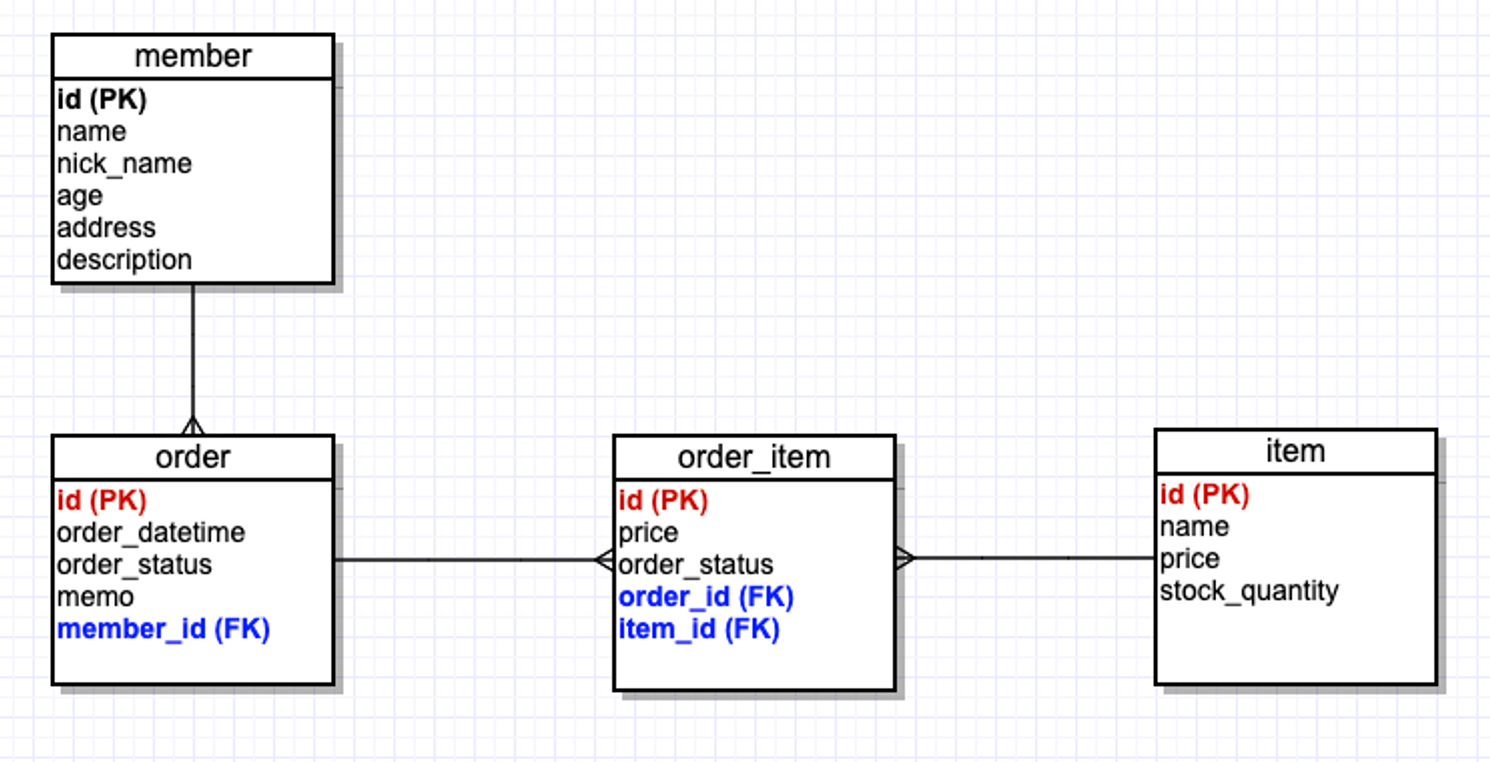 member
id (PK)
name
nick_name
age
address
description
order
id (PK)
order_datetime
order_status
memo
member_id (FK)
order_item
id (PK)
price
order_status
order_id (FK)
item_id (FK)
item
id (PK)
name
price
stock_quantity